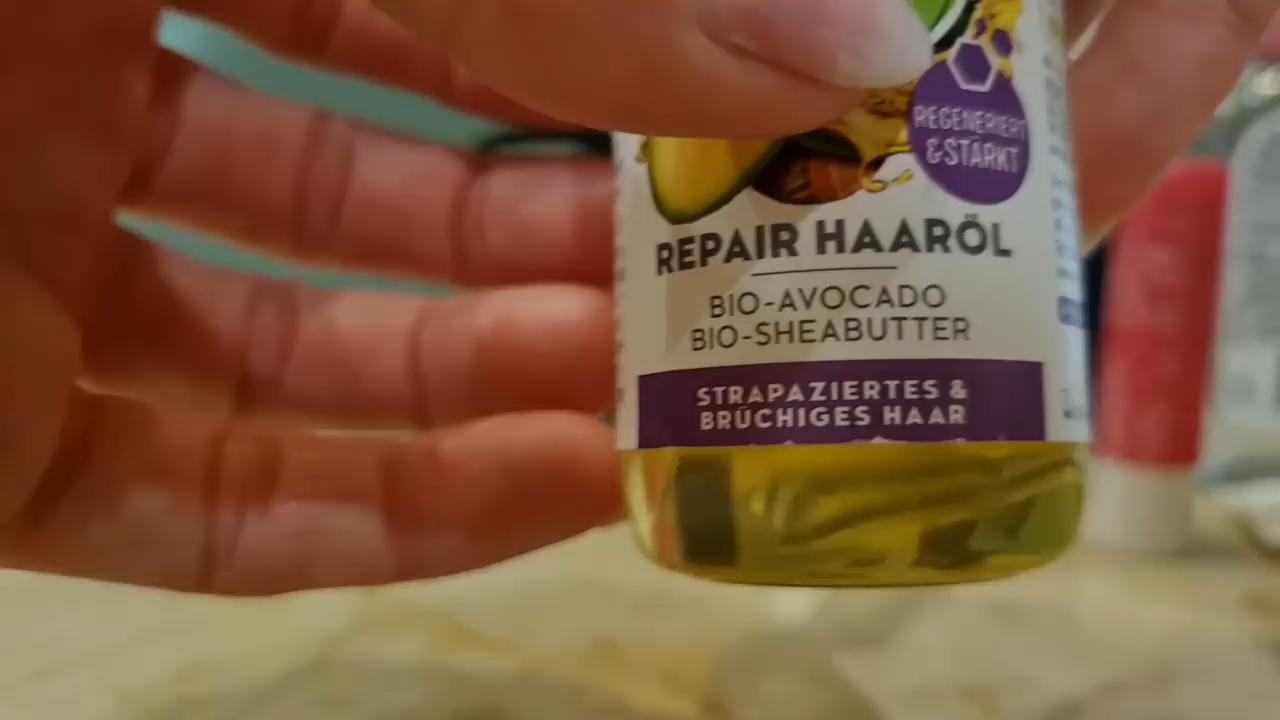 REGENERIERT
& STÄRKT
REPAIR HAARÖL
BIO-AVOCADO
BIO-SHEABUTTER
STRAPAZIERTES &
BRÜCHIGES HAAR